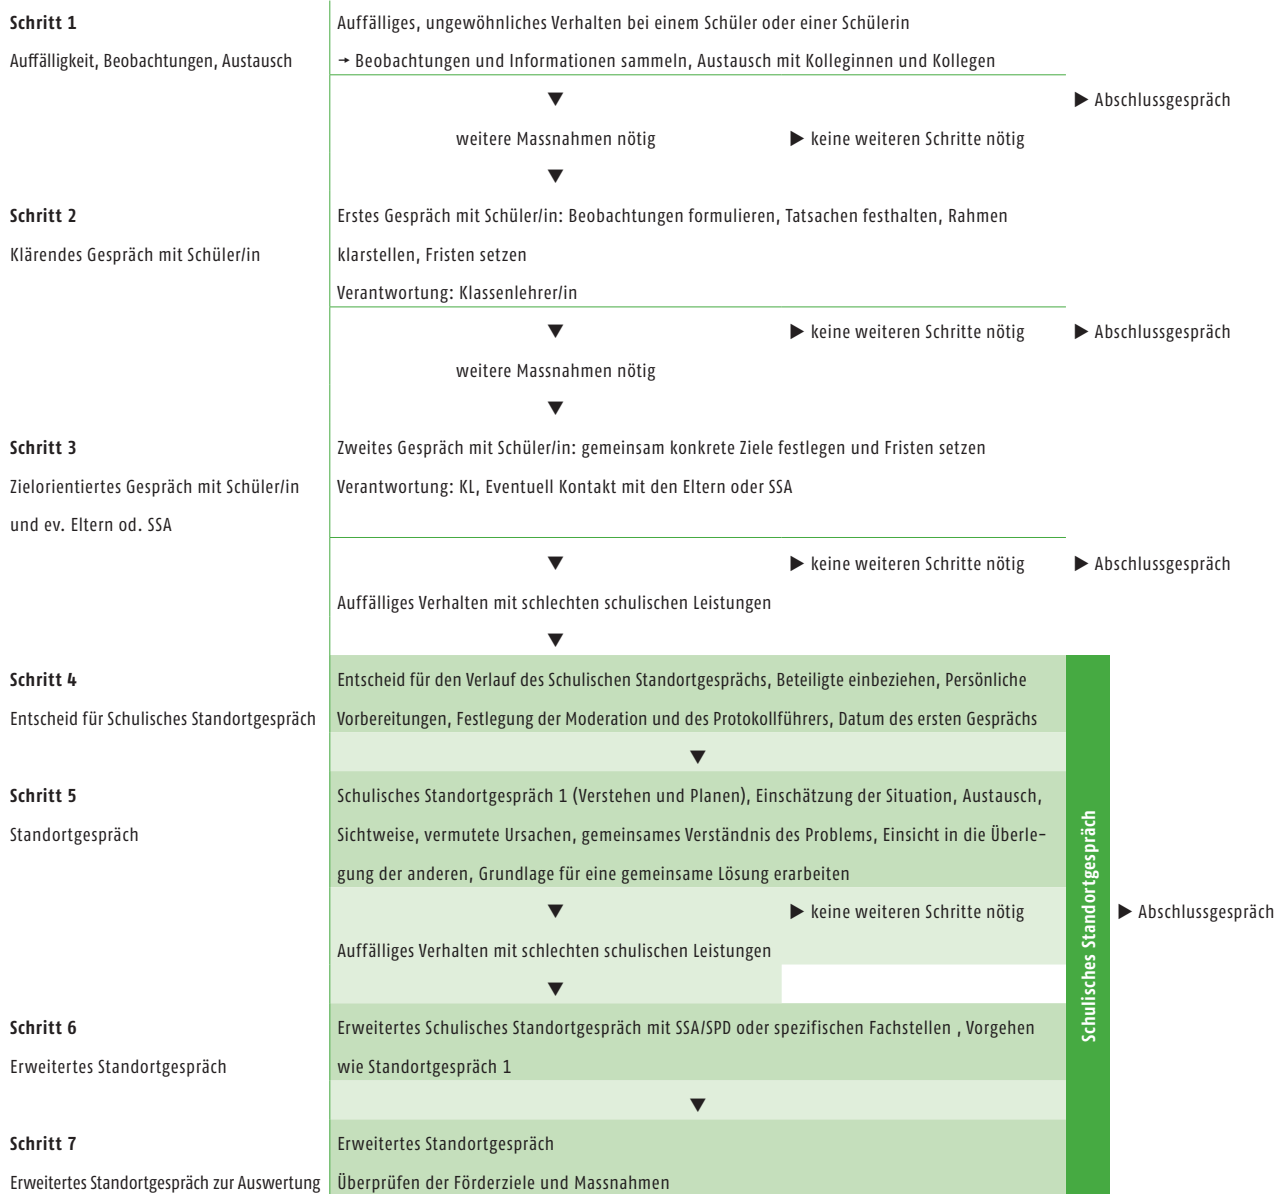 Schritt 1
Auffälligkeit, Beobachtungen, Austausch
Auffälliges, ungewöhnliches Verhalten bei einem Schüler oder einer Schülerin
→ Beobachtungen und Informationen sammeln, Austausch mit Kolleginnen und Kollegen
▼
▶ Abschlussgespräch
weitere Massnahmen nötig
▶ keine weiteren Schritte nötig
▼
Schritt 2
Klärendes Gespräch mit Schüler/in
Erstes Gespräch mit Schüler/in: Beobachtungen formulieren, Tatsachen festhalten, Rahmen
klarstellen, Fristen setzen
Verantwortung: Klassenlehrer/in
▼
▶ keine weiteren Schritte nötig
▶ Abschlussgespräch
weitere Massnahmen nötig
▼
Schritt 3
Zielorientiertes Gespräch mit Schüler/in
und ev. Eltern od. SSA
Zweites Gespräch mit Schüler/in: gemeinsam konkrete Ziele festlegen und Fristen setzen
Verantwortung: KL, Eventuell Kontakt mit den Eltern oder SSA
▼
▶ keine weiteren Schritte nötig
▶ Abschlussgespräch
Auffälliges Verhalten mit schlechten schulischen Leistungen
▼
Schritt 4
Entscheid für Schulisches Standortgespräch
Entscheid für den Verlauf des Schulischen Standortgesprächs, Beteiligte einbeziehen, Persönliche
Vorbereitungen, Festlegung der Moderation und des Protokollführers, Datum des ersten Gesprächs
▼
Schritt 5
Standortgespräch
Schulisches Standortgespräch 1 (Verstehen und Planen), Einschätzung der Situation, Austausch,
Sichtweise, vermutete Ursachen, gemeinsames Verständnis des Problems, Einsicht in die Überle-
gung der anderen, Grundlage für eine gemeinsame Lösung erarbeiten
▼
▶ keine weiteren Schritte nötig
▶ Abschlussgespräch
Auffälliges Verhalten mit schlechten schulischen Leistungen
▼
Schritt 6
Erweitertes Standortgespräch
Erweitertes Schulisches Standortgespräch mit SSA/SPD oder spezifischen Fachstellen , Vorgehen
wie Standortgespräch 1
▼
Schritt 7
Erweitertes Standortgespräch zur Auswertung
Erweitertes Standortgespräch
Überprüfen der Förderziele und Massnahmen
Schulisches Standortgespräch